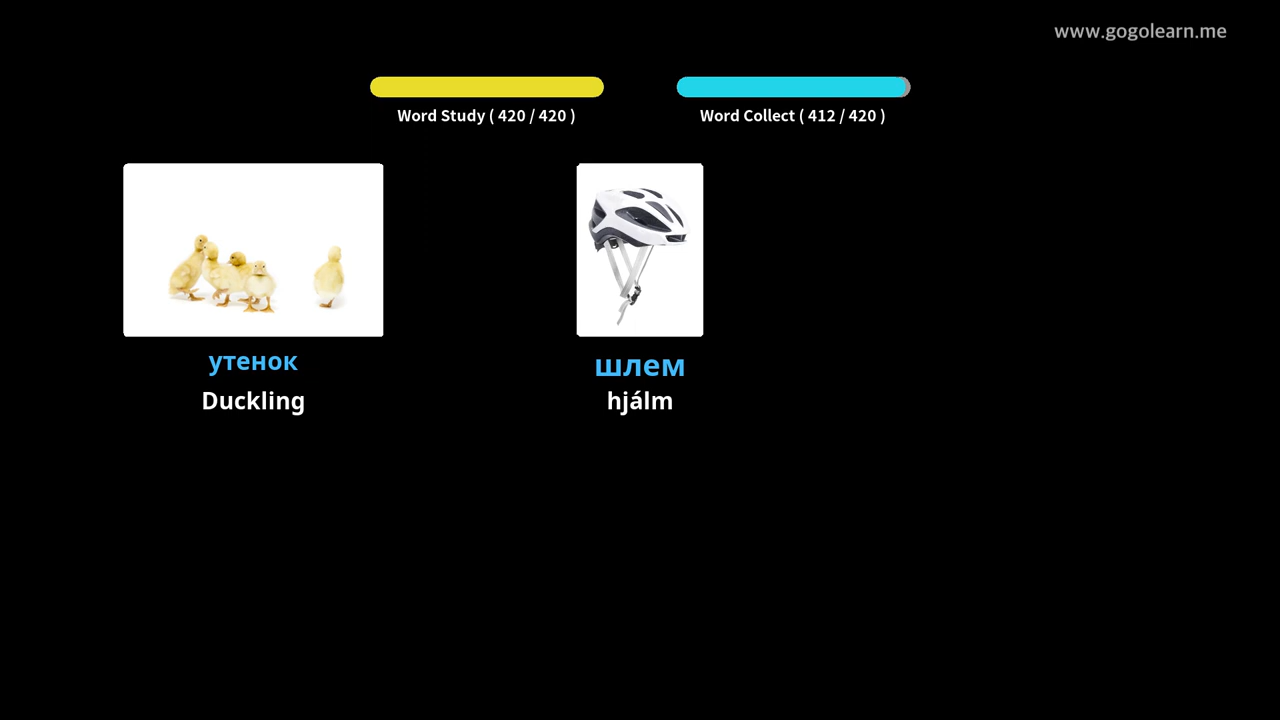 www.gogolearn.me
Word Study ( 420 / 420 )
Word Collect ( 412 / 420 )
утенок
Duckling
шлем
hjálm